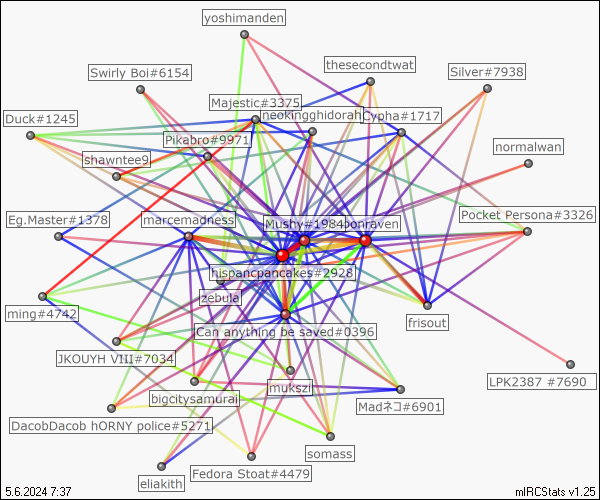 yoshimanden
thesecondtwat
Swirly Boi#6154
Silver#7938
Majestic#3375
neokingghidorah
Cypha#1717
Duck#1245
Pikabro#9971
normalwan
shawntee9
Eg.Master#1378
marcemadness
Mushy#1984
onraven
Pocket Persona#3326
hispancpancakes#2928
zebula
ming#4742
Can anything be saved#0396
frisout
JKOUYH VIII#7034
LPK2387 #7690
mukszi
bigcitysamurai
Madネコ#6901
DacobDacob hORNY police#5271
somass
Fedora Stoat#4479
eliakith
5.6.2024 7:37
mIRCStats v1.25